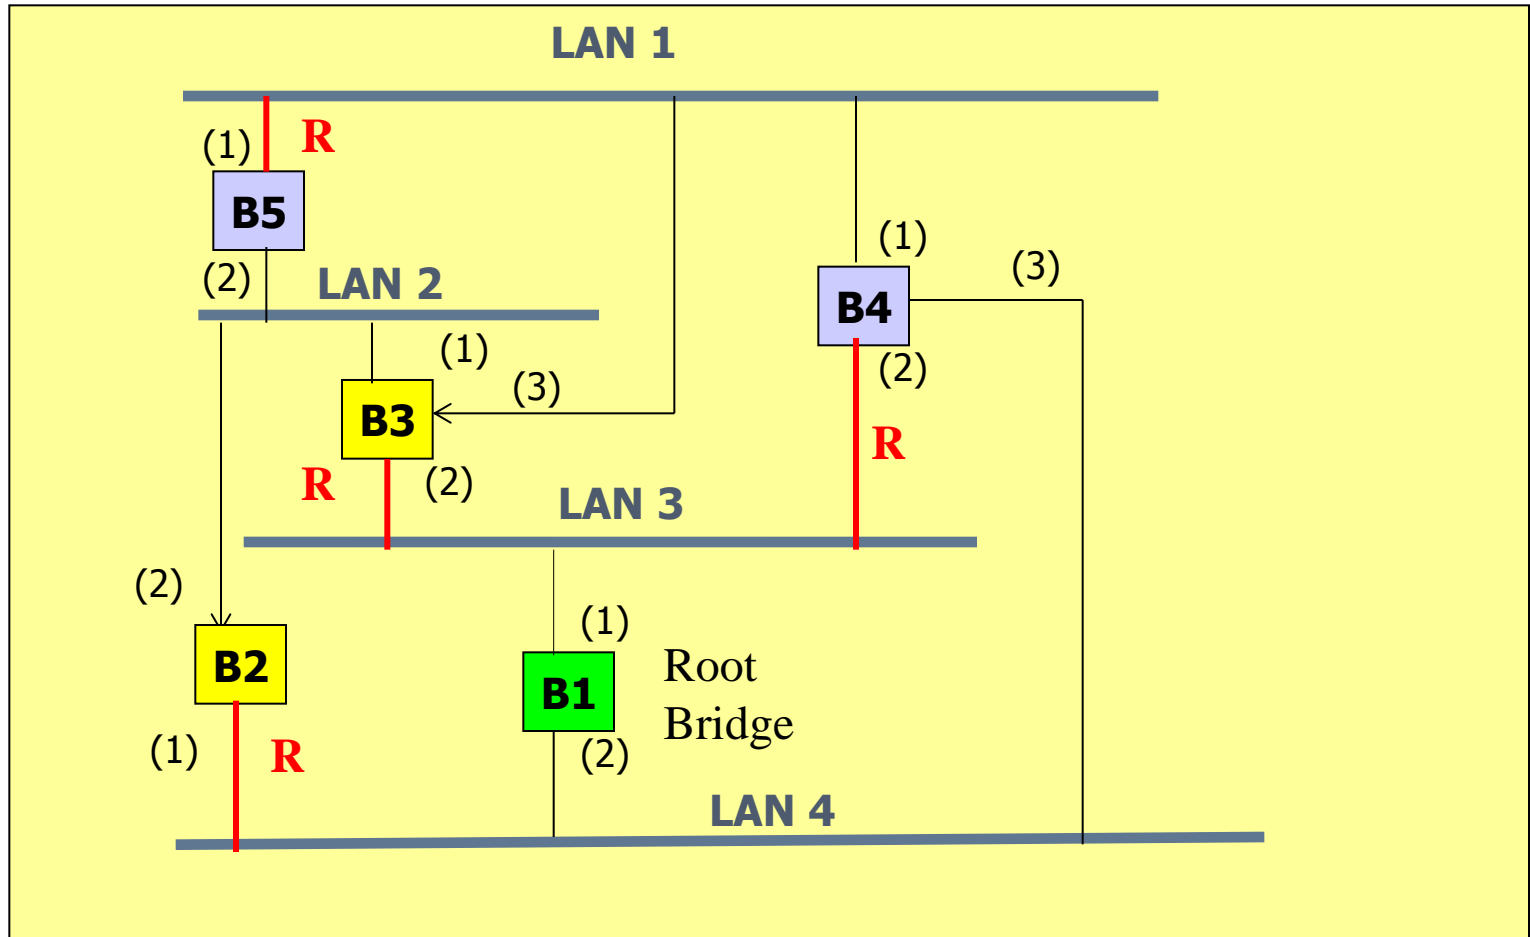 LAN 1
(1)
R
B5
(2)
LAN 2
(1)
(3)
B4
(2)
(1)
(3)
B3
R
(2)
R
LAN 3
(2)
B2
(1)
R
(1)
B1
(2)
Root
Bridge
LAN 4